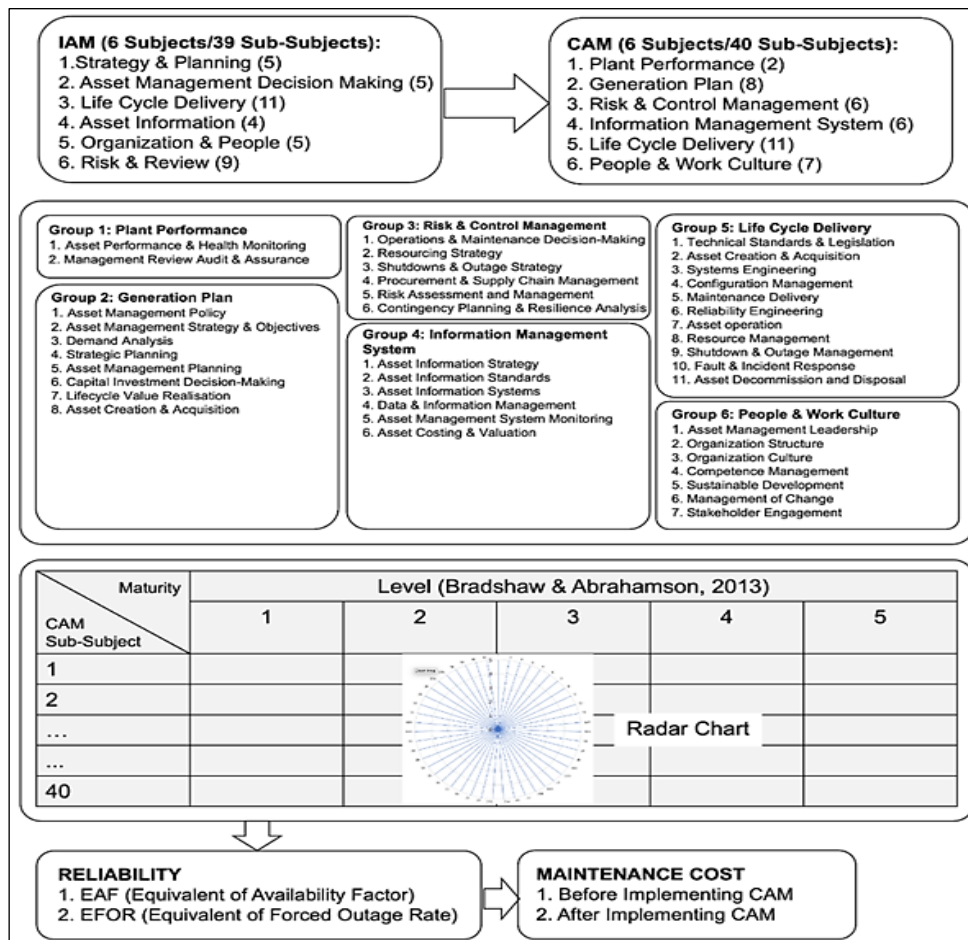 IAM (6 Subjects/39 Sub-Subjects):
1.Strategy & Planning (5)
2. Asset Management Decision Making (5)
3. Life Cycle Delivery (11)
4. Asset Information (4)
5. Organization & People (5)
6. Risk & Review (9)
CAM (6 Subjects/40 Sub-Subjects):
1. Plant Performance (2)
2. Generation Plan (8)
3. Risk & Control Management (6)
4. Information Management System (6)
5. Life Cycle Delivery (11)
6. People & Work Culture (7)
Group 1: Plant Performance
1. Asset Performance & Health Monitoring
2. Management Review Audit & Assurance
Group 2: Generation Plan
1. Asset Management Policy
2. Asset Management Strategy & Objectives
3. Demand Analysis
4. Strategic Planning
5. Asset Management Planning
6. Capital Investment Decision-Making
7. Lifecycle Value Realisation
8. Asset Creation & Acquisition
Group 3: Risk & Control Management
1. Operations & Maintenance Decision-Making
2. Resourcing Strategy
3. Shutdowns & Outage Strategy
4. Procurement & Supply Chain Management
5. Risk Assessment and Management
6. Contingency Planning & Resilience Analysis
Group 4: Information Management
System
1. Asset Information Strategy
2. Asset Information Standards
3. Asset Information Systems
4. Data & Information Management
5. Asset Management System Monitoring
6. Asset Costing & Valuation
Group 5: Life Cycle Delivery
1. Technical Standards & Legislation
2. Asset Creation & Acquisition
3. Systems Engineering
4. Configuration Management
5. Maintenance Delivery
6. Reliability Engineering
7. Asset operation
8. Resource Management
9. Shutdown & Outage Management
10. Fault & Incident Response
11. Asset Decommission and Disposal
Group 6: People & Work Culture
1. Asset Management Leadership
2. Organization Structure
3. Organization Culture
4. Competence Management
5. Sustainable Development
6. Management of Change
7. Stakeholder Engagement
Maturity
CAM
Sub-Subject
Level (Bradshaw & Abrahamson, 2013)
1 2 3 4 5
1
2
...
...
40
Radar Chart
RELIABILITY
1. EAF (Equivalent of Availability Factor)
2. EFOR (Equivalent of Forced Outage Rate)
MAINTENANCE COST
1. Before Implementing CAM
2. After Implementing CAM